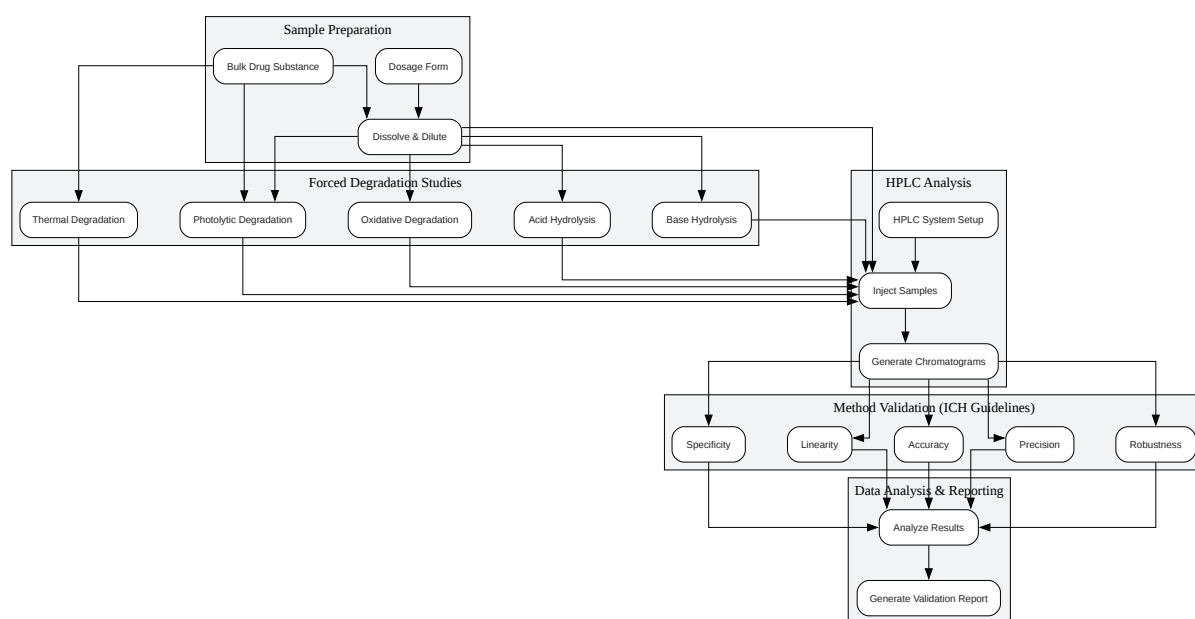 Sample Preparation
Bulk Drug Substance
Dosage Form
Dissolve & Dilute
Forced Degradation Studies
Thermal Degradation
Photolytic Degradation
Oxidative Degradation
Acid Hydrolysis
Base Hydrolysis
HPLC Analysis
HPLC System Setup
Inject Samples
Generate Chromatograms
Method Validation (ICH Guidelines)
Specificity
Linearity
Accuracy
Precision
Robustness
Data Analysis & Reporting
Analyze Results
Generate Validation Report